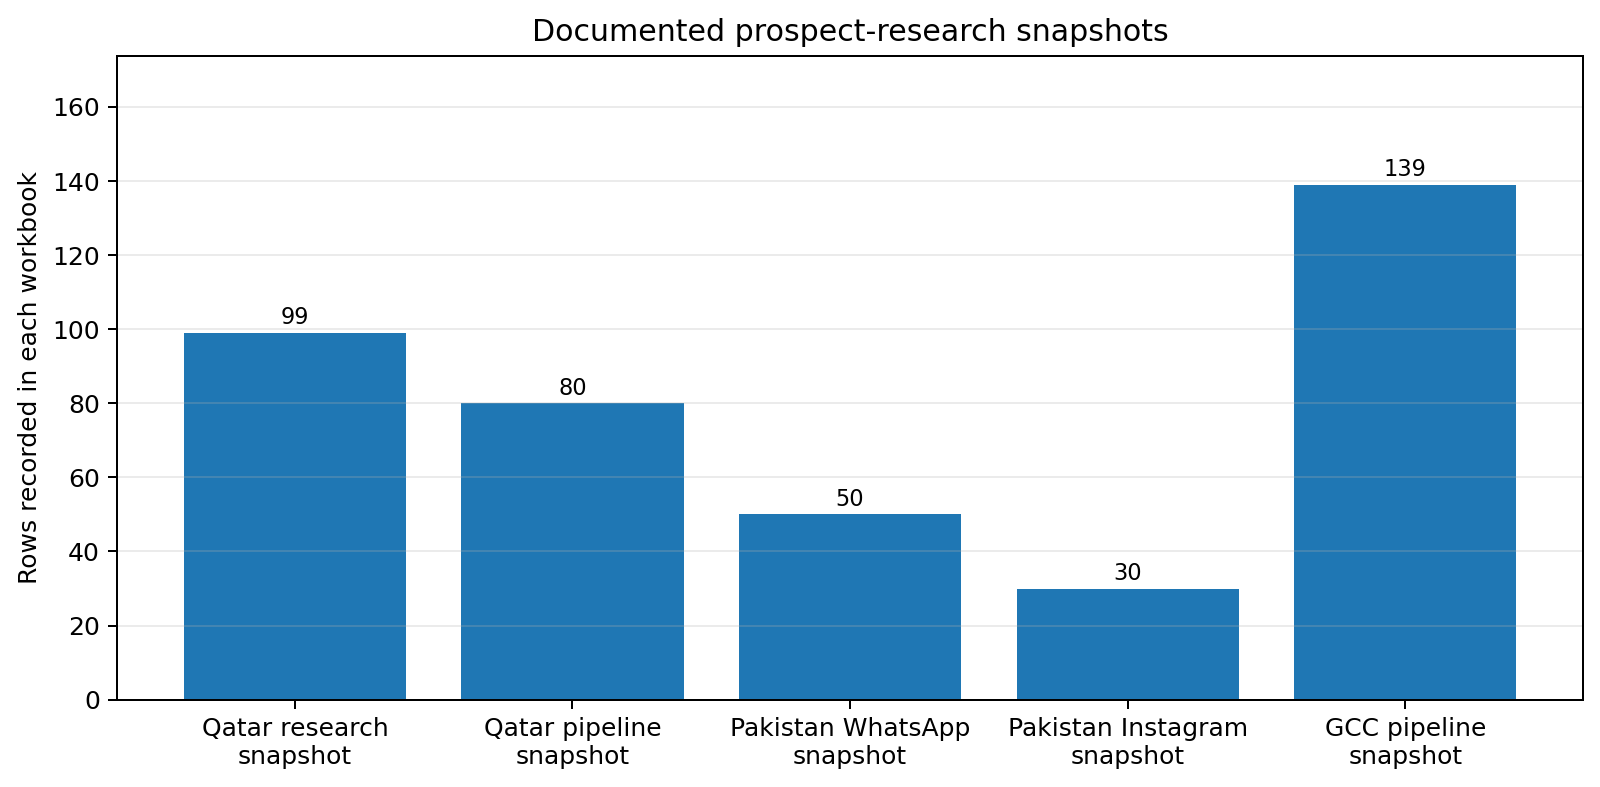 Documented prospect-research snapshots
Rows recorded in each workbook
160
140
120
100
80
60
40
20
0
99
80
50
30
139
Qatar research
snapshot
Qatar pipeline
snapshot
Pakistan WhatsApp
snapshot
Pakistan Instagram
snapshot
GCC pipeline
snapshot